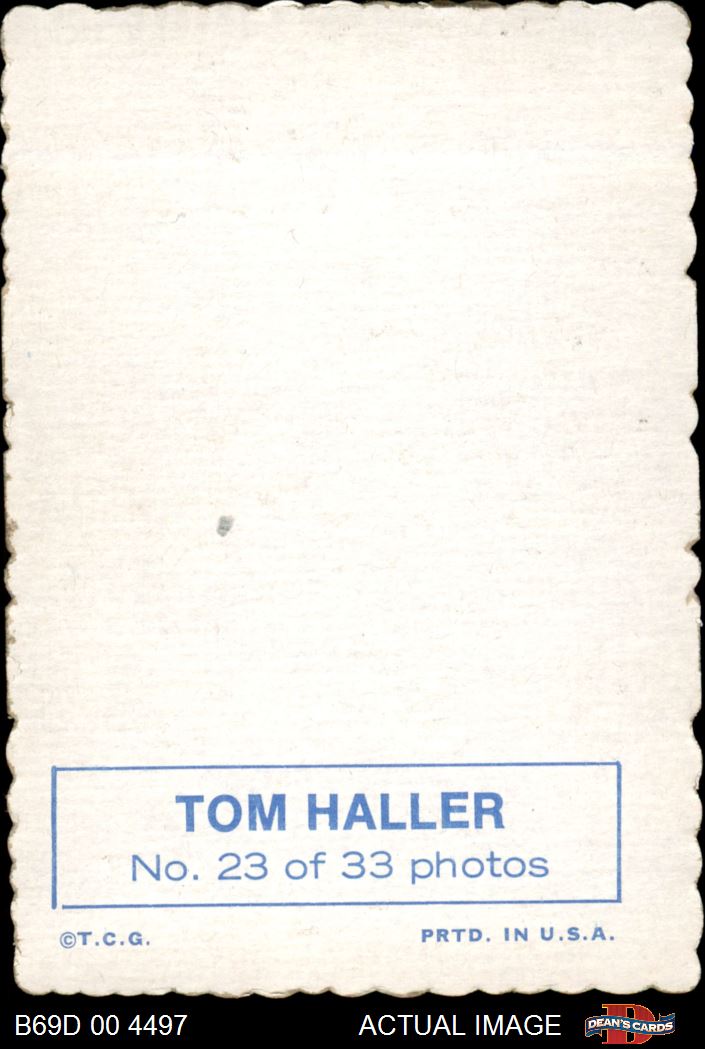 TOM HALLER
No. 23 of 33 photos
©T.C.G. PRTD. IN U.S.A.
B69D 00 4497 ACTUAL IMAGE DEAN'S CARDS